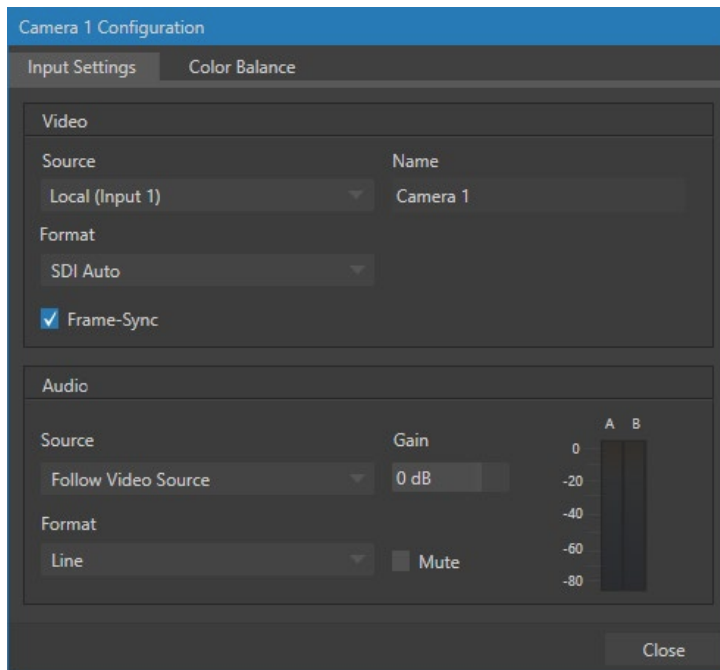 Camera 1 Configuration
Input Settings Color Balance
Video
Source Name
Local (Input 1) Camera 1
Format
SDI Auto
Frame-Sync
Audio
A B
Source Gain
0
Follow Video Source 0 dB
-20
-40
Format
-60
Line Mute
-80
Close